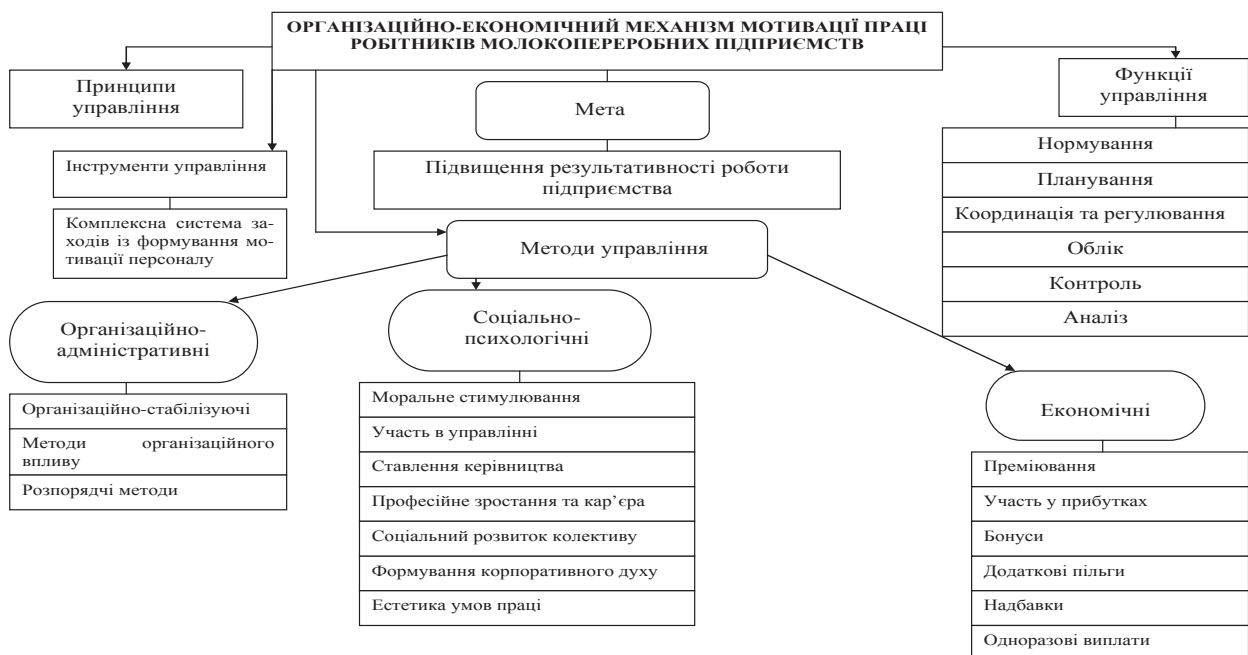 ОРГАНІЗАЦІЙНО-ЕКОНОМІЧНИЙ МЕХАНІЗМ МОТИВАЦІЇ ПРАЦІ
РОБІТНИКІВ МОЛОКОПЕРЕРОБНИХ ПІДПРИЄМСТВ
Принципи
управління
Мета
Функції
управління
Інструменти управління
Підвищення результативності роботи
підприємства
Комплексна система за-
ходів із формування мо-
тивації персоналу
Нормування
Планування
Координація та регулювання
Облік
Контроль
Аналіз
Методи управління
Організаційно-
адміністративні
Організаційно-стабілізуючі
Методи організаційного
впливу
Розпорядчі методи
Соціально-
психологічні
Моральне стимулювання
Участь в управлінні
Ставлення керівництва
Професійне зростання та кар’єра
Соціальний розвиток колективу
Формування корпоративного духу
Естетика умов праці
Економічні
Преміювання
Участь у прибутках
Бонуси
Додаткові пільги
Надбавки
Одноразові виплати